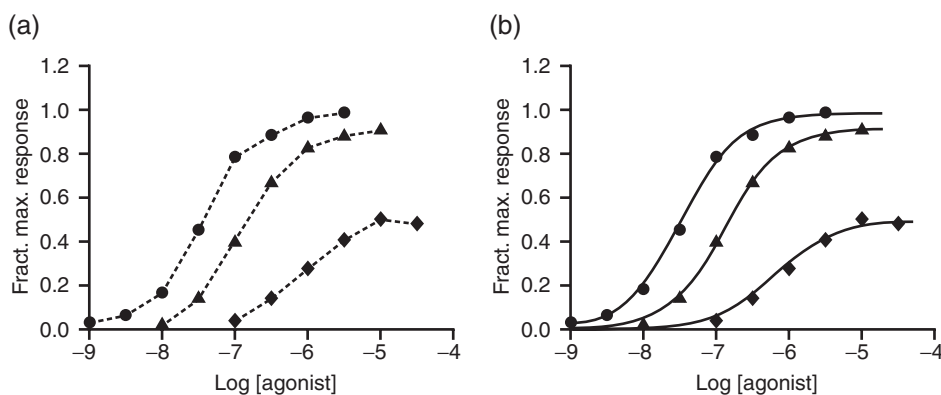 (a)
1.2
1.0
0.8
0.6
0.4
0.2
0.0
Fract. max. response
–9 –8 –7 –6 –5 –4
Log [agonist]
(b)
1.2
1.0
0.8
0.6
0.4
0.2
0.0
Fract. max. response
–9 –8 –7 –6 –5 –4
Log [agonist]